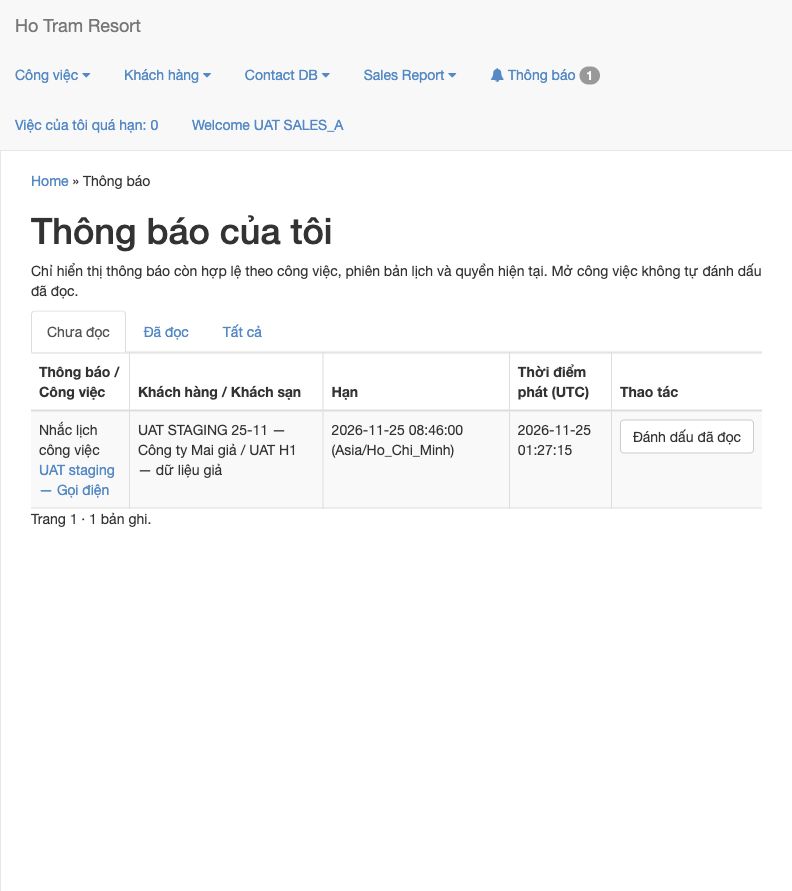 Ho Tram Resort
Công việc Khách hàng Contact DB Sales Report Thông báo 1
Việc của tôi quá hạn: 0 Welcome UAT SALES_A
Home » Thông báo
Thông báo của tôi
Chỉ hiển thị thông báo còn hợp lệ theo công việc, phiên bản lịch và quyền hiện tại. Mở công việc không tự đánh dấu
đã đọc.
Chưa đọc Đã đọc Tất cả
Thông báo /
Công việc
Khách hàng / Khách sạn
Hạn
Thời điểm
phát (UTC)
Thao tác
Nhắc lịch
công việc
UAT staging
— Gọi điện
UAT STAGING 25-11 —
Công ty Mai giả / UAT H1
— dữ liệu giả
2026-11-25 08:46:00
(Asia/Ho_Chi_Minh)
2026-11-25
01:27:15
Đánh dấu đã đọc
Trang 1 · 1 bản ghi.